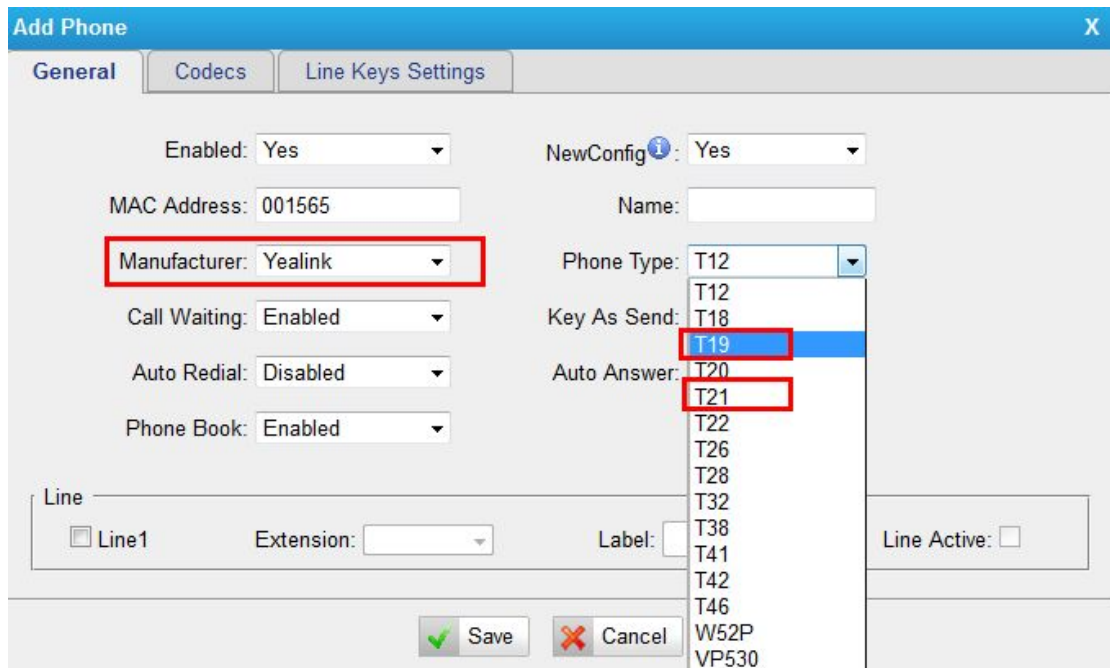 Add Phone X
General Codecs Line Keys Settings
Enabled: Yes NewConfig i : Yes
MAC Address: 001565 Name:
Manufacturer: Yealink Phone Type: T12
T12
Call Waiting: Enabled Key As Send: T18
T19
Auto Redial: Disabled Auto Answer: T20
T21
Phone Book: Enabled T22
T26
T28
Line T32
Line1 Extension: Label: T38 Line Active:
T41
T42
T46
Save Cancel W52P
VP530